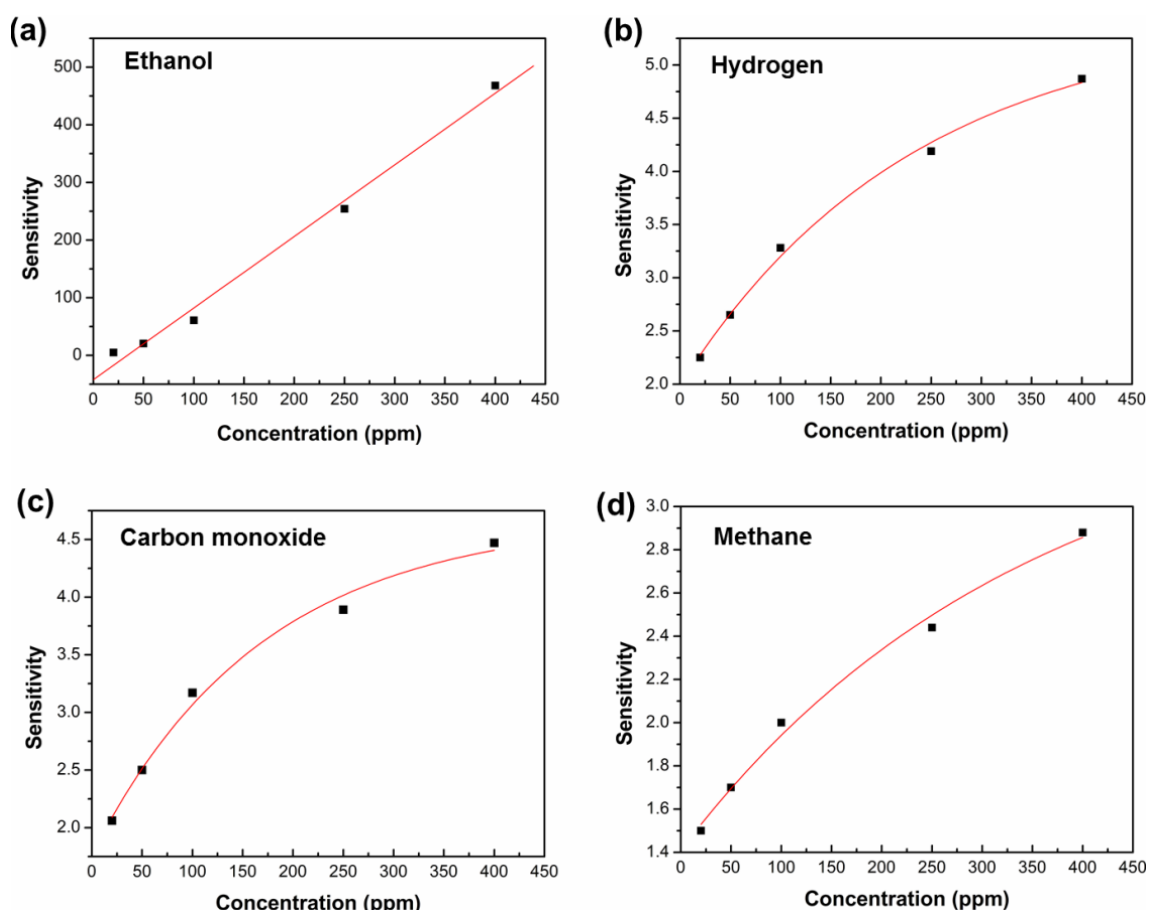 (a)
Ethanol
500
400
300
200
100
0
Sensitivity
0 50 100 150 200 250 300 350 400 450
Concentration (ppm)
(b)
Hydrogen
5.0
4.5
4.0
3.5
3.0
2.5
2.0
Sensitivity
0 50 100 150 200 250 300 350 400 450
Concentration (ppm)
(c)
Carbon monoxide
4.5
4.0
3.5
3.0
2.5
2.0
Sensitivity
0 50 100 150 200 250 300 350 400 450
Concentration (ppm)
(d)
Methane
3.0
2.8
2.6
2.4
2.2
2.0
1.8
1.6
1.4
Sensitivity
0 50 100 150 200 250 300 350 400 450
Concentration (ppm)